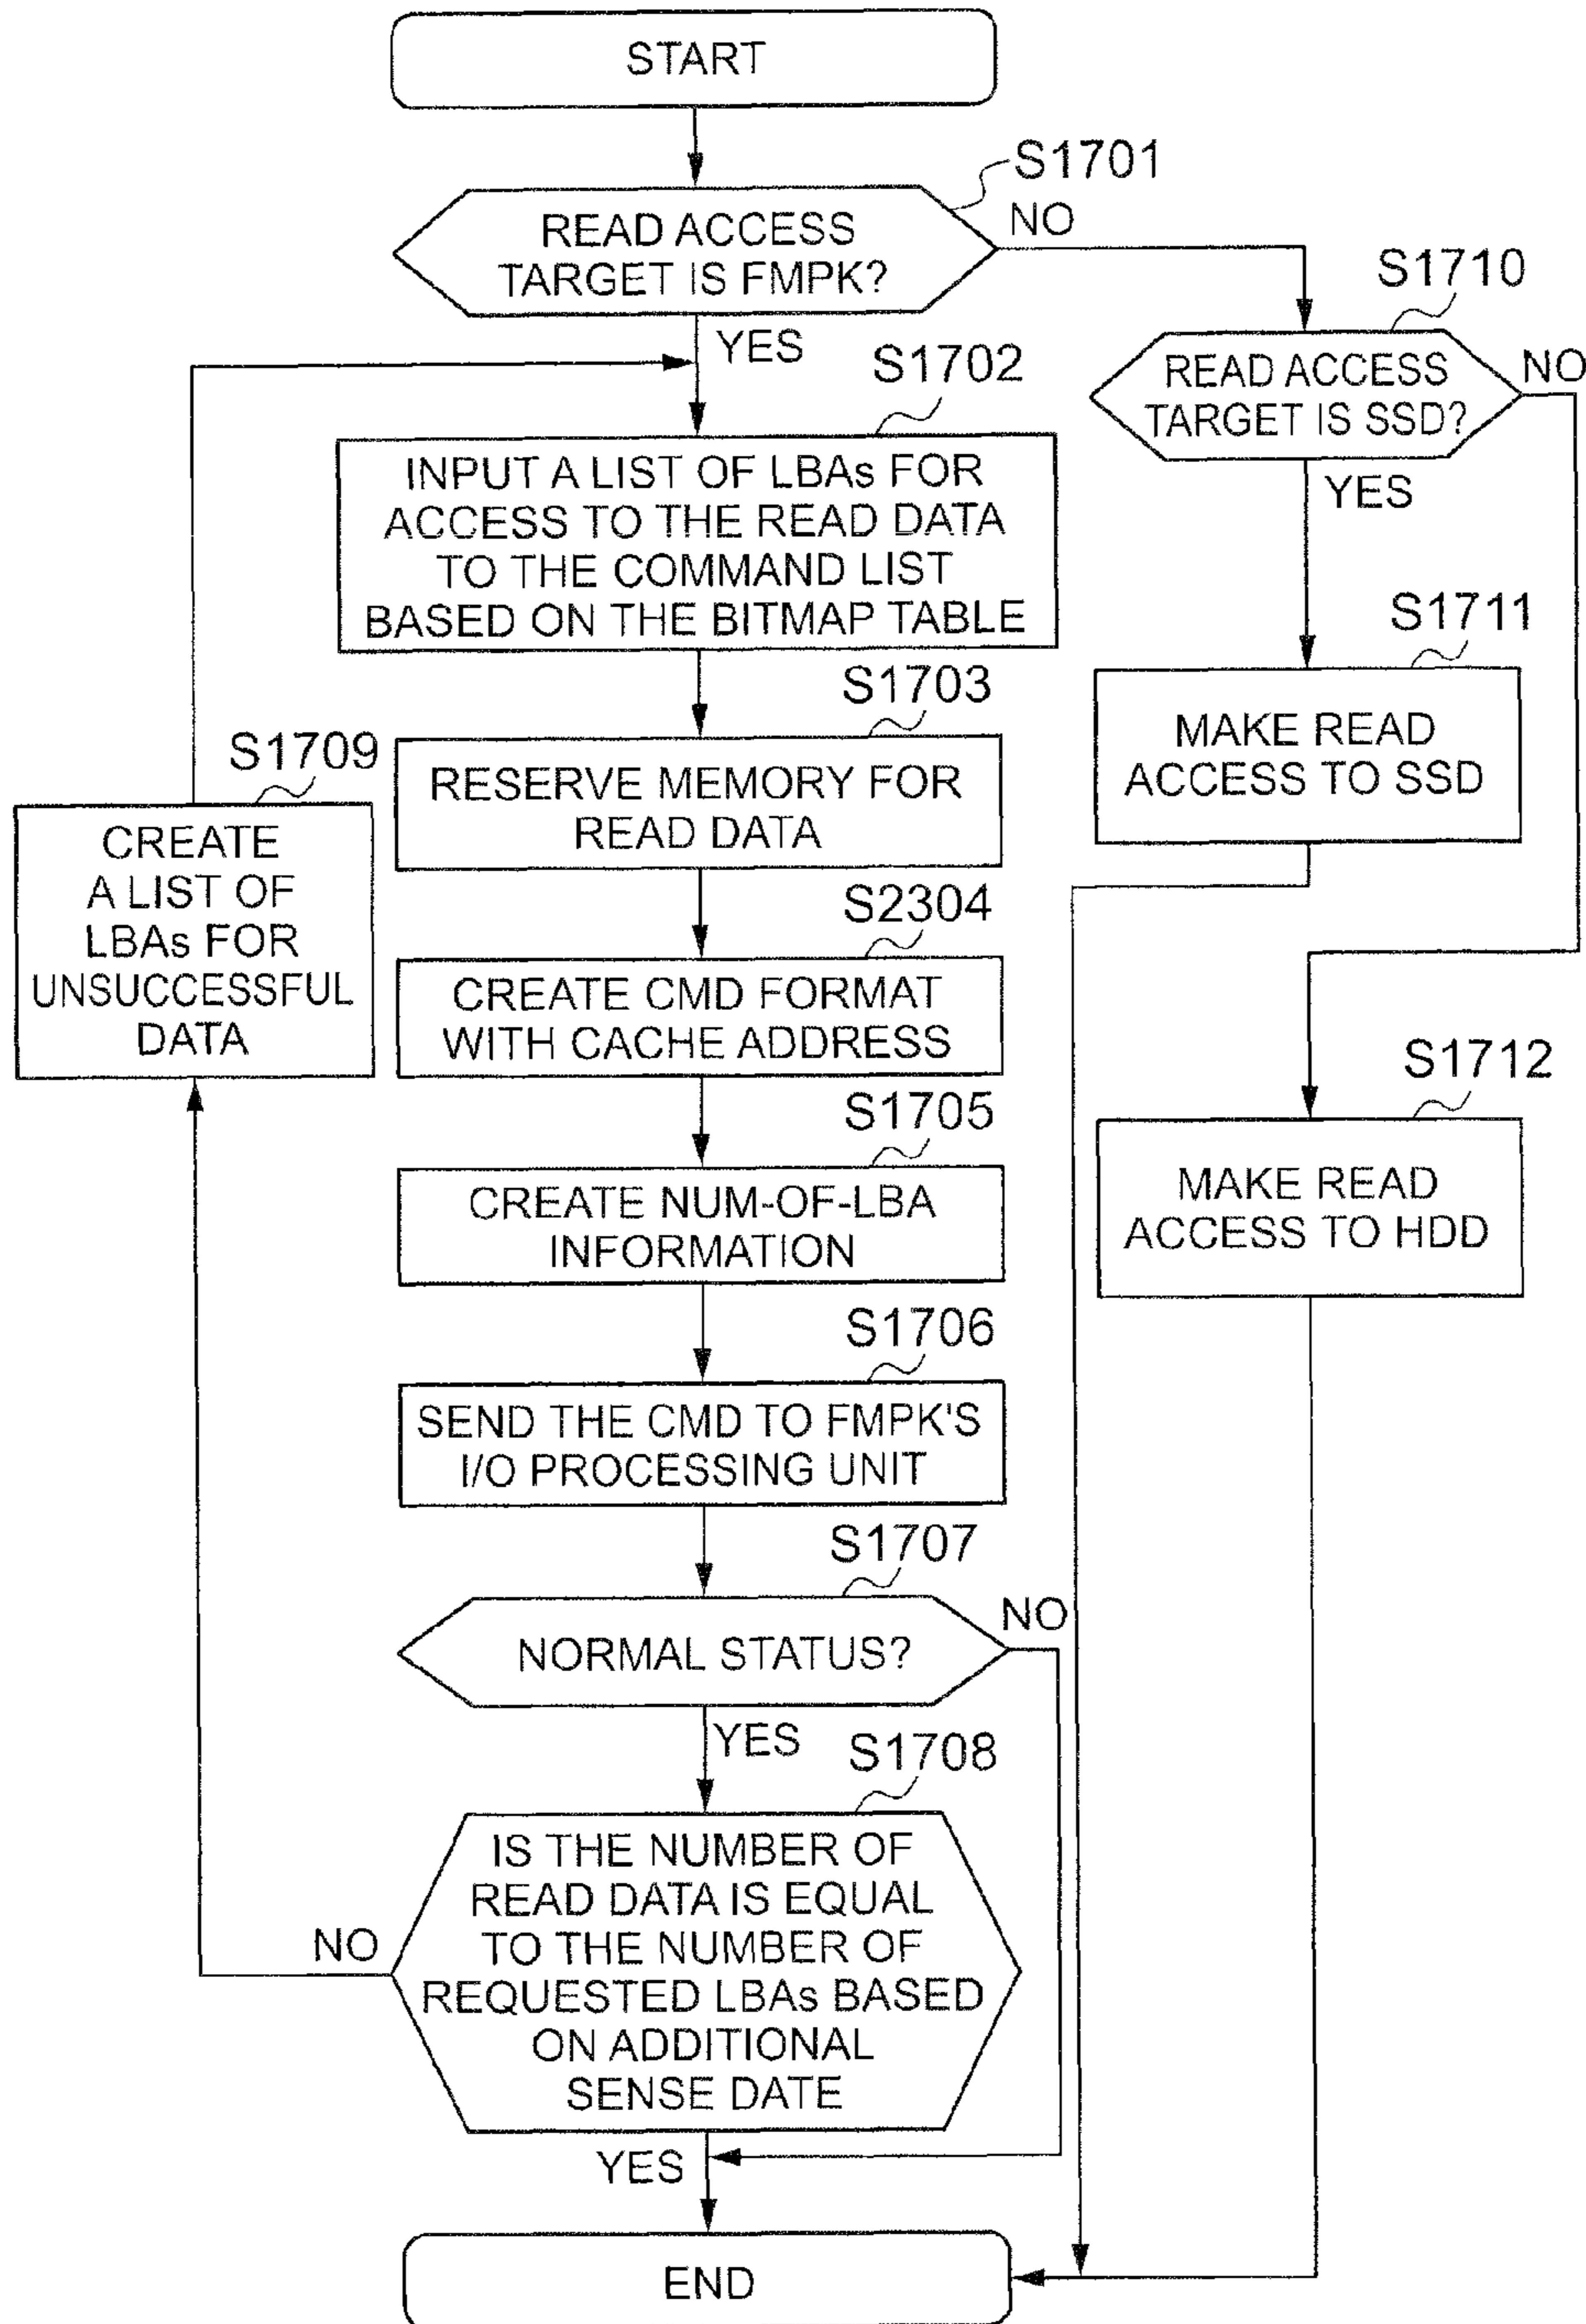 START
S1701
READ ACCESS
TARGET IS FMPK?
NO
YES
S1710
READ ACCESS
TARGET IS SSD?
NO
YES
S1702
INPUT A LIST OF LBAs FOR
ACCESS TO THE READ DATA
TO THE COMMAND LIST
BASED ON THE BITMAP TABLE
S1711
MAKE READ
ACCESS TO SSD
S1703
RESERVE MEMORY FOR
READ DATA
S1709
CREATE
A LIST OF
LBAs FOR
UNSUCCESSFUL
DATA
S2304
CREATE CMD FORMAT
WITH CACHE ADDRESS
S1712
MAKE READ
ACCESS TO HDD
S1705
CREATE NUM-OF-LBA
INFORMATION
S1706
SEND THE CMD TO FMPK'S
I/O PROCESSING UNIT
S1707
NORMAL STATUS?
NO
YES
S1708
IS THE NUMBER OF
READ DATA IS EQUAL
TO THE NUMBER OF
REQUESTED LBAs BASED
ON ADDITIONAL
SENSE DATE
NO
YES
END